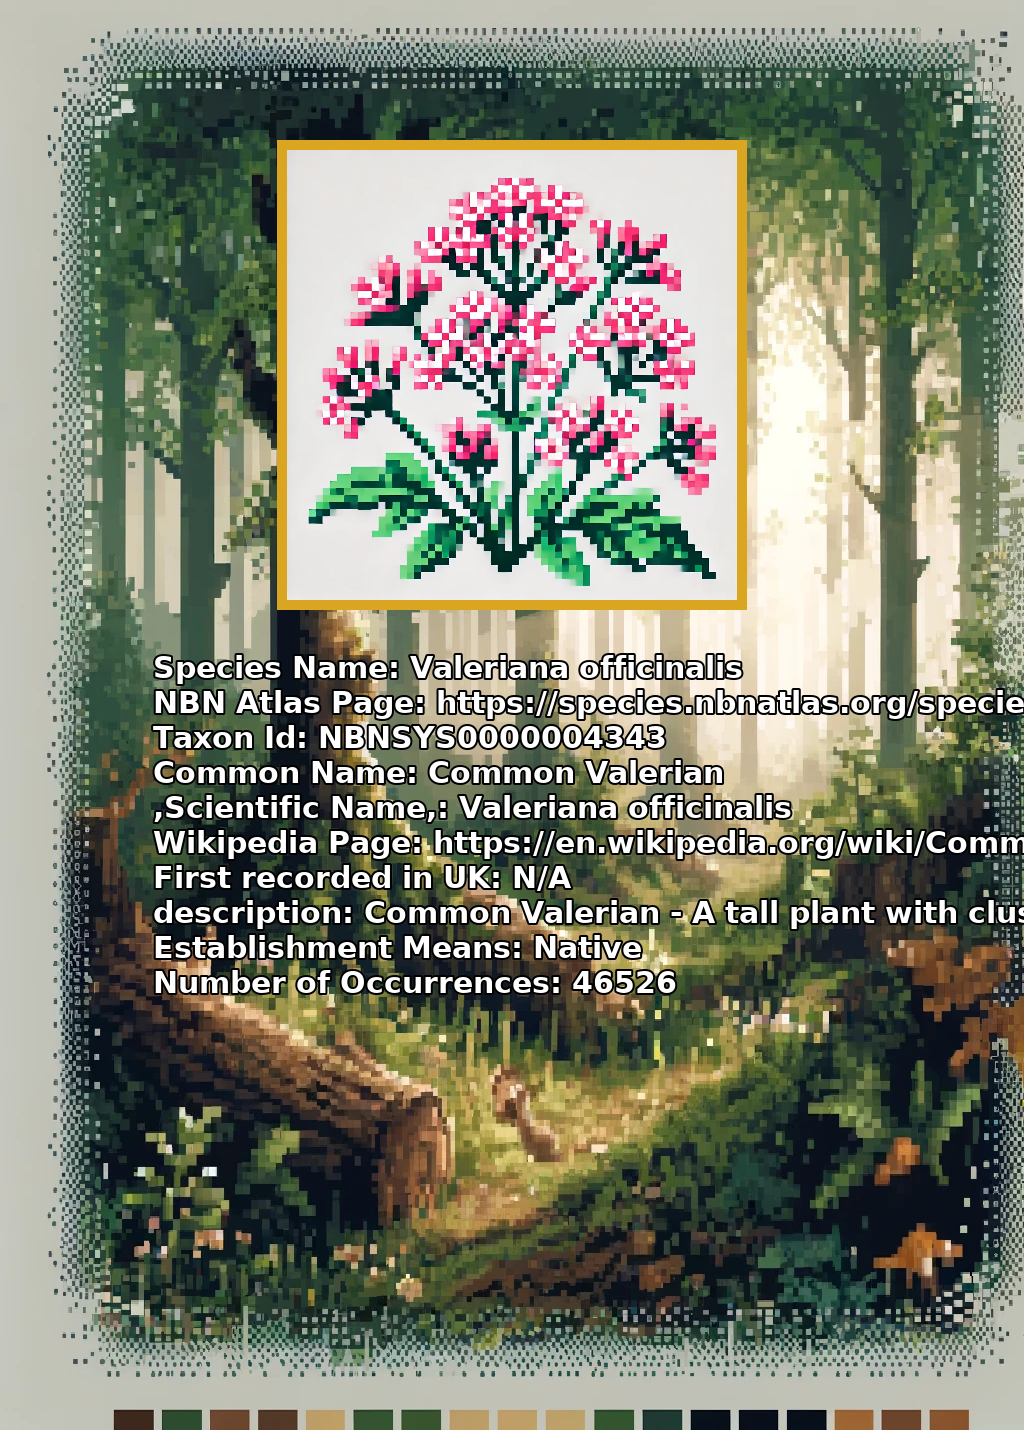 Species Name: Valeriana officinalis
NBN Atlas Page: https://species.nbnatlas.org/specie
Taxon Id: NBNSYS0000004343
Common Name: Common Valerian
,Scientific Name,: Valeriana officinalis
Wikipedia Page: https://en.wikipedia.org/wiki/Comm
First recorded in UK: N/A
description: Common Valerian - A tall plant with clus
Establishment Means: Native
Number of Occurrences: 46526